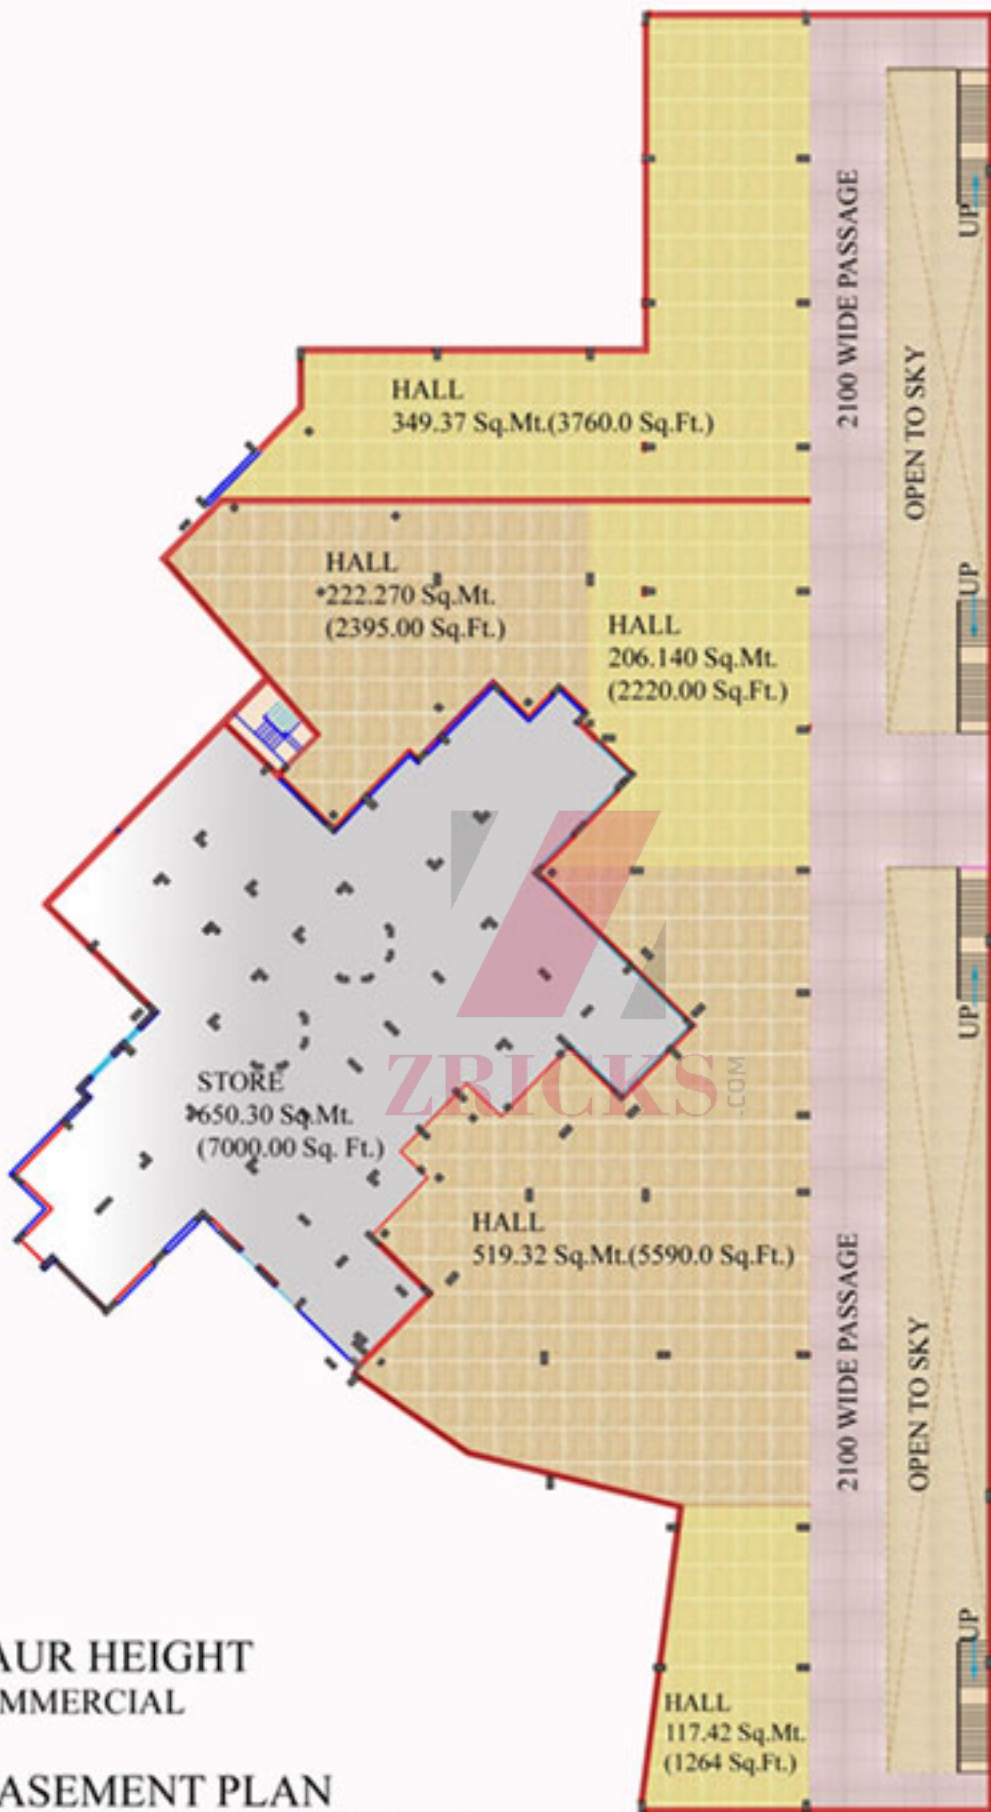 2100 WIDE PASSAGE
UP
OPEN TO SKY
HALL
349.37 Sq.Mt.(3760.0 Sq.Ft.)
HALL
222.270 Sq.Mt.
(2395.00 Sq.Ft.)
UP
HALL
206.140 Sq.Mt.
(2220.00 Sq.Ft.)
UP
ZRICKS
.COM
STORE
650.30 Sq.Mt.
(7000.00 Sq. Ft.)
HALL
519.32 Sq.Mt.(5590.0 Sq.Ft.)
2100 WIDE PASSAGE
OPEN TO SKY
UP
AUR HEIGHT
MMERCIAL
HALL
117.42 Sq.Mt.
(1264 Sq.Ft.)
ASEMENT PLAN